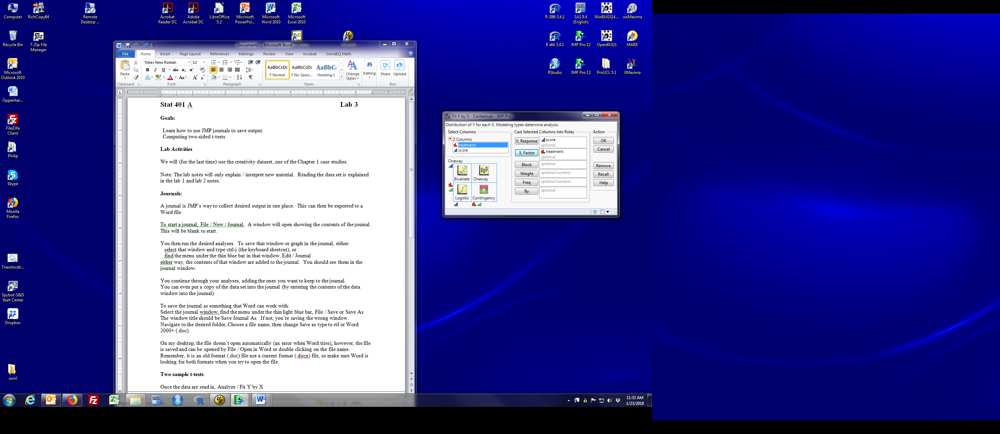 Computer
RichCopy64
Remote
Desktop ...
Acrobat
Reader DC
Adobe
Acrobat DC
LibreOffice
5.2
Microsoft
PowerPoi...
Microsoft
Word 2010
Microsoft
Excel 2010
R i386 3.4.1
SAS 9.4
(English)
WinBUGS14...
wxMaxima
Recycle Bin
7-Zip File
Manager
R x64 3.4.1
JMP Pro 12
OpenBUGS
MARK
Microsoft
Outlook 2010
RStudio
JMP Pro 13
ProUCL 5.1
XMaxima
Oppenhei...
FileZilla
Client
Philip
Skype
Mozilla
Firefox
Tnewlocati...
Spybot-S&D
Start Center
Dropbox
swirl
Document2 - Microsoft Word
File Home Insert Page Layout References Mailings Review View Acrobat GrindEQ Math
Paste
Times New Roman 12
AaBbCcDc AaBbCcDc AaBbC
¶ Normal ¶ No Spaci... Heading 1
Change
Styles
Editing
Share Upload
Clipboard Font Paragraph Styles Box
1 2 3 4 5 6 7
Stat 401 A Lab 3
Goals:
Learn how to use JMP journals to save output.
Computing two-sided t-tests
Lab Activities
We will (for the last time) use the creativity dataset, one of the Chapter 1 case studies.
Note: The lab notes will only explain / interpret new material. Reading the data set is explained
in the lab 1 and lab 2 notes.
Journals:
A journal is JMP's way to collect desired output in one place. This can then be exported to a
Word file.
To start a journal, File / New / Journal. A window will open showing the contents of the journal.
This will be blank to start.
You then run the desired analyses. To save that window or graph in the journal, either:
select that window and type ctrl-j (the keyboard shortcut), or
find the menu under the thin blue bar in that window, Edit / Journal
either way, the contents of that window are added to the journal. You should see them in the
journal window.
You continue through your analyses, adding the ones you want to keep to the journal.
You can even put a copy of the data set into the journal (by entering the contents of the data
window into the journal).
To save the journal as something that Word can work with:
Select the journal window, find the menu under the thin light blue bar, File / Save or Save As
The window title should be Save Journal As. If not, you're saving the wrong window.
Navigate to the desired folder, Choose a file name, then change Save as type to rtf or Word
2000+ (.doc).
On my desktop, the file doesn't open automatically (an error when Word tries), however, the file
is saved and can be opened by File / Open in Word or double clicking on the file name.
Remember, it is an old format (.doc) file not a current format (.docx) file, so make sure Word is
looking for both formats when you try to open the file.
Two-sample t-tests:
Once the data are read in, Analyze / Fit Y by X
Fit Y by X - Contextual - JMP Pro
Distribution of Y for each X. Modeling types determine analysis.
Select Columns
2 Columns
treatment
score
Oneway
Bivariate Oneway
Logistic Contingency
Cast Selected Columns into Roles
Y, Response score
optional
X, Factor treatment
optional
Block optional
Weight optional numeric
Freq optional numeric
By optional
Action
OK
Cancel
Remove
Recall
Help
11:32 AM
1/23/2018